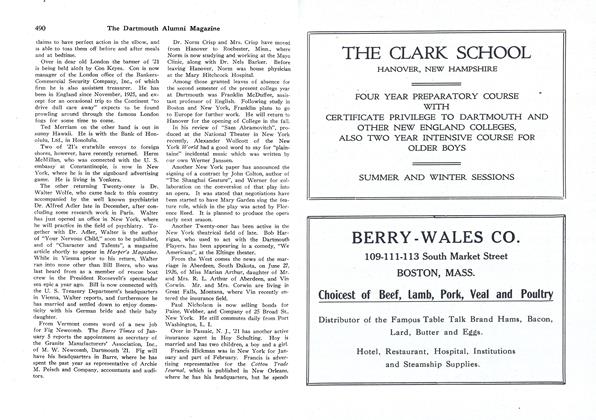 490 The Dartmouth Alumni Magazine
claims to have perfect action in the elbow, and
is able to toss them off before and after meals
and at bedtime.
Over in dear old London the banner of '21
is being held aloft by Con Keyes. Con is now
manager of the London office of the Bankers-
Commercial Security Company, Inc., of which
firm he is also assistant treasurer. He has
been in England since November, 1925, and ex-
cept for an occasional trip to the Continent "to
drive dull care away" expects to be found
prowling around through the famous London
fogs for some time to come.
Ted Merriam on the other hand is out in
sunny Hawaii. He is with the Bank of Hono-
lulu, Ltd., in Honolulu.
Two of '21's erstwhile envoys to foreign
shores, however, have recently returned. Herm
McMillan, who was connected with the U. S.
embassy at Constantinople, is now in New
York, where he is in the signboard advertising
game. He is living in Yonkers.
The other returning Twenty-oner is Dr.
Walter Wolfe, who came back to this country
accompanied by the well known psychiatrist
Dr. Alfred Adler late in December, after con-
cluding some research work in Paris. Walter
has just opened an office in New York, where
he will practice in the field of psychiatry. To-
gether with Dr. Adler, Walter is the author
of "Your Nervous Child," soon to be published,
and of "Character and Talents," a magazine
article shortly to appear in Harper's Magazine.
While in Vienna prior to his return, Walter
ran into none other than Bill Beers, who was
last heard from as a member of rescue boat
crew in the President Roosevelt's spectacular
sea epic a year ago. Bill is now connected with
the U. S. Treasury Department's headquarters
in Vienna, Walter reports, and furthermore he
has married and settled down to enjoy domes-
ticity with his German bride and their baby
daughter.
From Vermont comes word of a new job
for Fig Newcomb. The Barre Times of Jan-
uary 5 reports the appointment as secretary of
the Granite Manufacturers' Association, Inc.,
of M. W. Newcomb, Dartmouth '21. Fig will
have his headquarters in Barre, where he has
spent the past year as representative of Archie
M. Peisch and Company, accountants and audi-
tors.
Dr. Norm Crisp and Mrs. Crisp have moved
from Hanover to Rochester, Minn., where
Norm is now studying and working at the Mayo
Clinic, along with Dr. Nels Barker. Before
leaving Hanover, Norm was house physician
at the Mary Hitchcock Hospital.
Among those granted leaves of absence for
the second semester of the present college year
at Dartmouth was Franklin McDuffee, assis-
tant professor of English. Following study in
Boston and New York, Franklin plans to go
to Europe for further work. He will return to
Hanover for the opening of College in the fall.
In his review of "Sam Abramovitch", pro-
duced at the National Theater in New York
recently, Alexander Wollcott of the New
York World had a good word to say for "plain-
taine" incidental music which was written by
our own Werner Janssen.
Another New York paper has announced the
signing of a contract by John Colton, author of
"The Shanghai Gesture", and Werner for col-
laboration on the conversion of that play into
an opera. It was stated that negotiations have
been started to have Mary Garden sing the fea-
ture role, which in the play was acted by Flor-
ence Reed. It is planned to produce the opera
early next season.
Another Twenty-oner has been active in the
New York theatrical field of late. Bob Har-
rigan, who used to act with the Dartmouth
Players, has been appearing in a comedy, "We
Americans", at the Eltinge theater.
From the West comes the news of the mar-
riage in Aberdeen, South Dakota, on June 27,
1926, of Miss Marian Arthur, daughter of Mr.
and Mrs. R. L. Arthur of Aberdeen, and Vin
Corwin. Mr. and Mrs. Corwin are living in
Great Falls, Montana, where Vin recently en-
tered the insurance field.
Paul Nicholson is now selling bonds for
Paine, Webber, and Company of 25 Broad St.,
New York. He still commutes daily from Port
Washington, L. I.
Over in Passaic, N. J., '21 has another active
insurance agent in Hoy Schulting. Hoy is
married and has two children, a boy and a girl.
Francis Hickman was in New York for Jan-
uary and part of February. Francis is adver-
tising representative for the Cotton Trade
Journal, which is published in New Orleans,
where he has his headquarters, but he spends
THE CLARK SCHOOL
HANOVER, NEW HAMPSHIRE
FOUR YEAR PREPARATORY COURSE
WITH
CERTIFICATE PRIVILEGE TO DARTMOUTH AND
OTHER NEW ENGLAND COLLEGES,
ALSO TWO YEAR INTENSIVE COURSE FOR
OLDER BOYS
SUMMER AND WINTER SESSIONS
BERRY-WALES CO.
109-111-113 South Market Street
BOSTON, MASS.
Choicest of Beef, Lamb, Pork, Veal and Poultry
Distributor of the Famous Table Talk Brand Hams, Bacon,
Lard, Butter and Eggs.
Hotel, Restaurant, Hospital, Institutions
and Steamship Supplies.